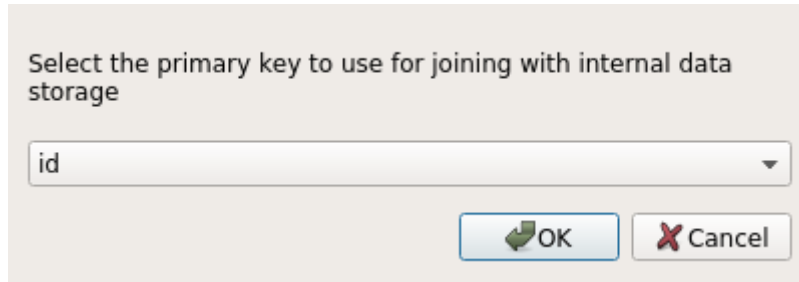 Select the primary key to use for joining with internal data
storage
id
OK
Cancel